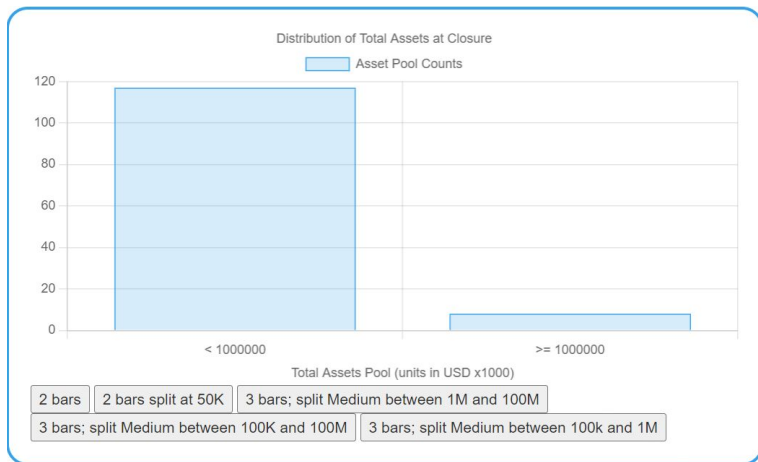 Distribution of Total Assets at Closure
Asset Pool Counts
120
100
80
60
40
20
0
< 1000000
>= 1000000
Total Assets Pool (units in USD x1000)
2 bars
2 bars split at 50K
3 bars; split Medium between 1M and 100M
3 bars; split Medium between 100K and 100M
3 bars; split Medium between 100k and 1M